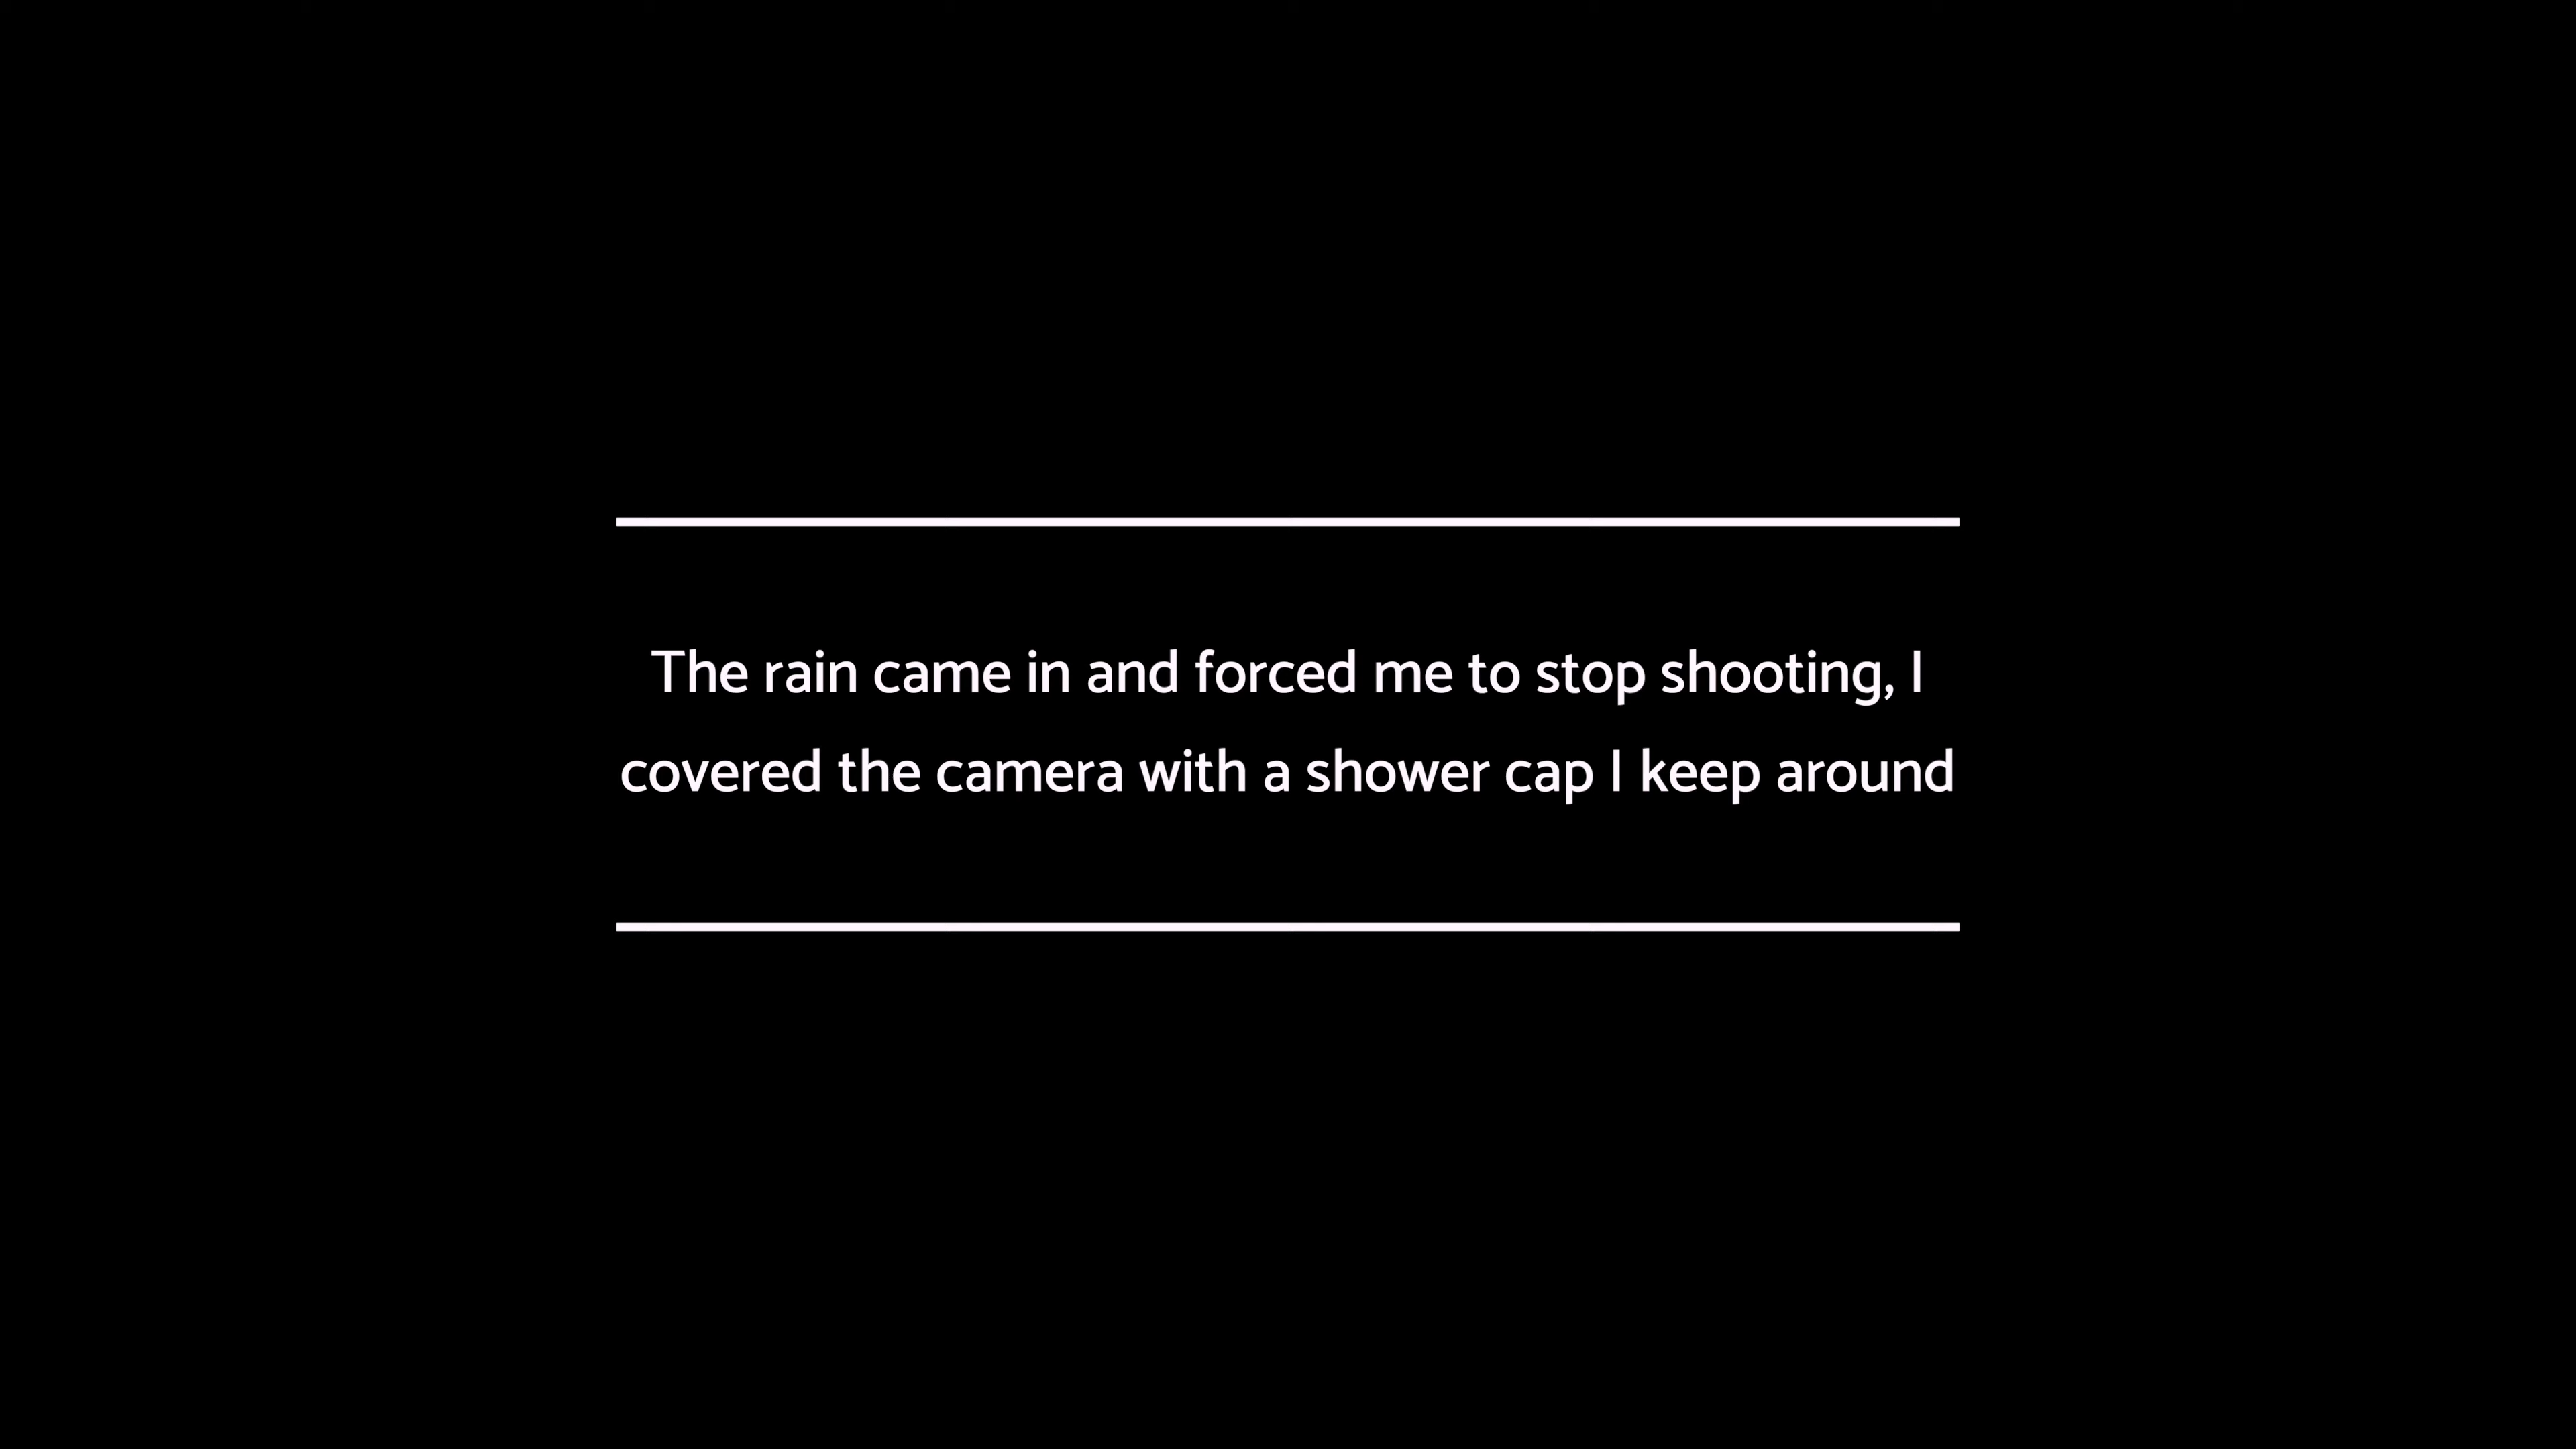 The rain came in and forced me to stop shooting, I
covered the camera with a shower cap I keep around